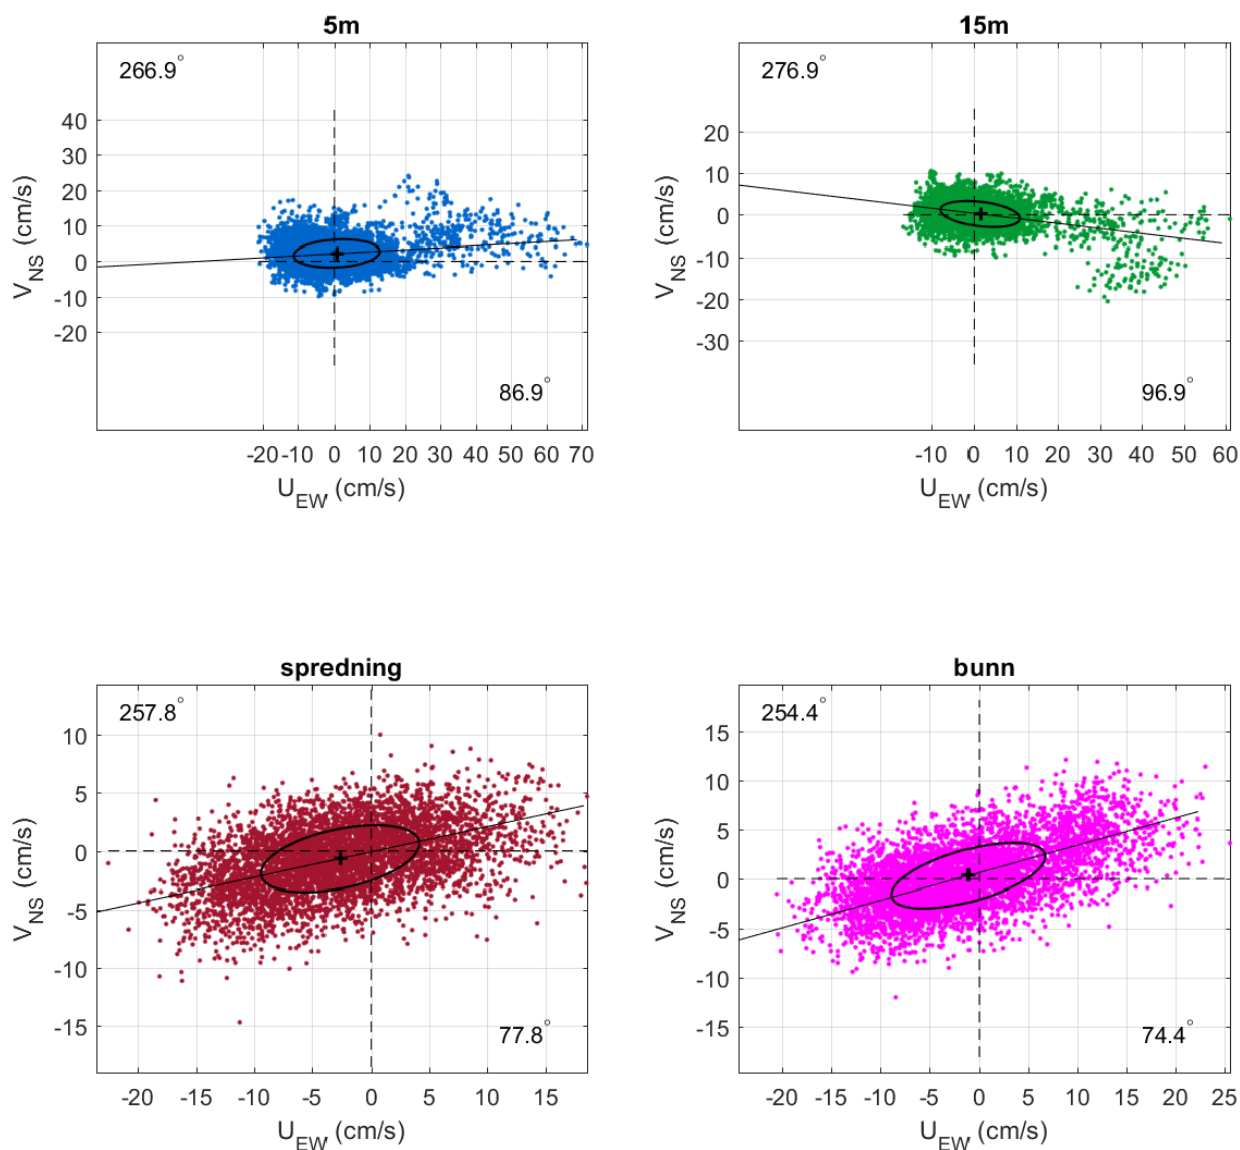 5m
266.9°
40
30
20
10
0
-10
-20
V_NS (cm/s)
86.9°
-20 -10 0 10 20 30 40 50 60 70
U_EW, (cm/s)
15m
276.9°
20
10
0
-10
-20
-30
V_NS (cm/s)
96.9°
-10 0 10 20 30 40 50 60
U_EW, (cm/s)
spredning
257.8°
10
5
0
-5
-10
-15
V_NS (cm/s)
77.8°
-20 -15 -10 -5 0 5 10 15
U_EW, (cm/s)
bunn
254.4°
15
10
5
0
-5
-10
-15
V_NS (cm/s)
74.4°
-20 -15 -10 -5 0 5 10 15 20 25
U_EW, (cm/s)